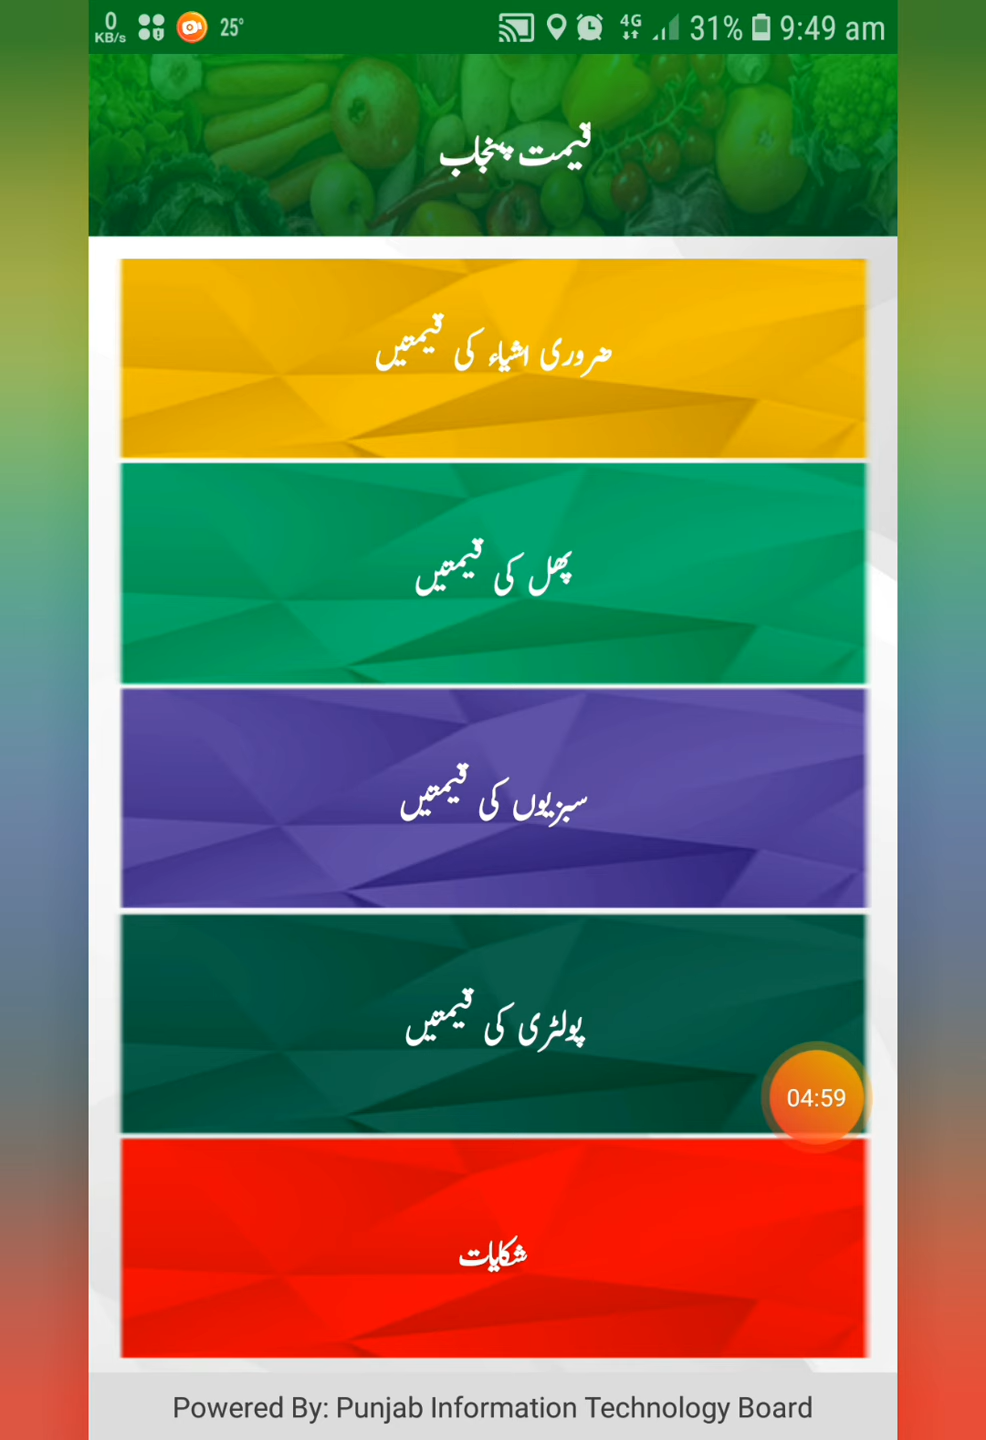 0
KB/s
25°
4G
31%
9:49 am
قیمت پنجاب
ضروری اشیاء کی قیمتیں
پھل کی قیمتیں
سبزیوں کی قیمتیں
پولٹری کی قیمتیں
04:59
شکایات
Powered By: Punjab Information Technology Board